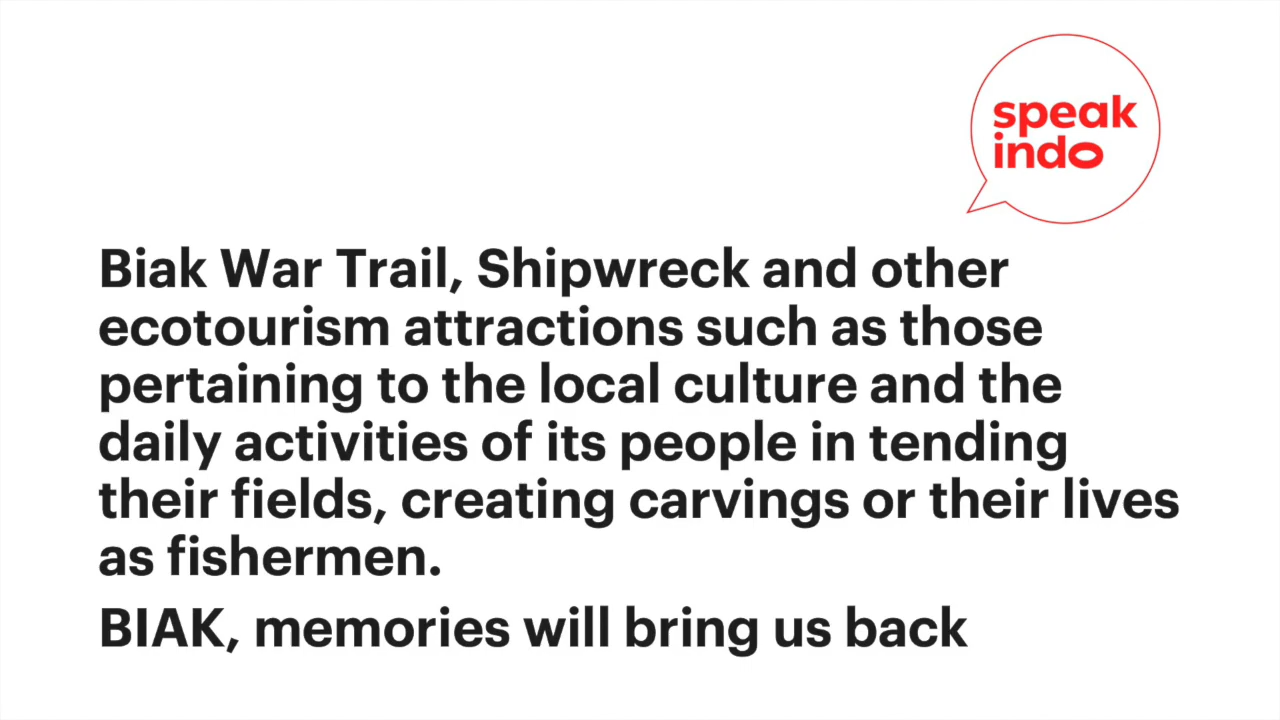 speak
indo
Biak War Trail, Shipwreck and other
ecotourism attractions such as those
pertaining to the local culture and the
daily activities of its people in tending
their fields, creating carvings or their lives
as fishermen.
BIAK, memories will bring us back